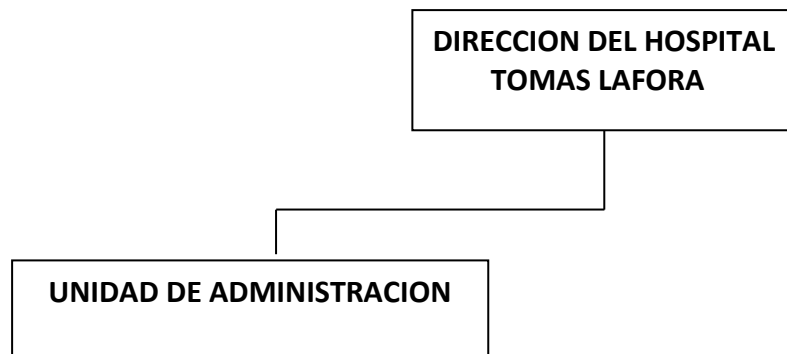 DIRECCION DEL HOSPITAL
TOMAS LAFORA
UNIDAD DE ADMINISTRACION